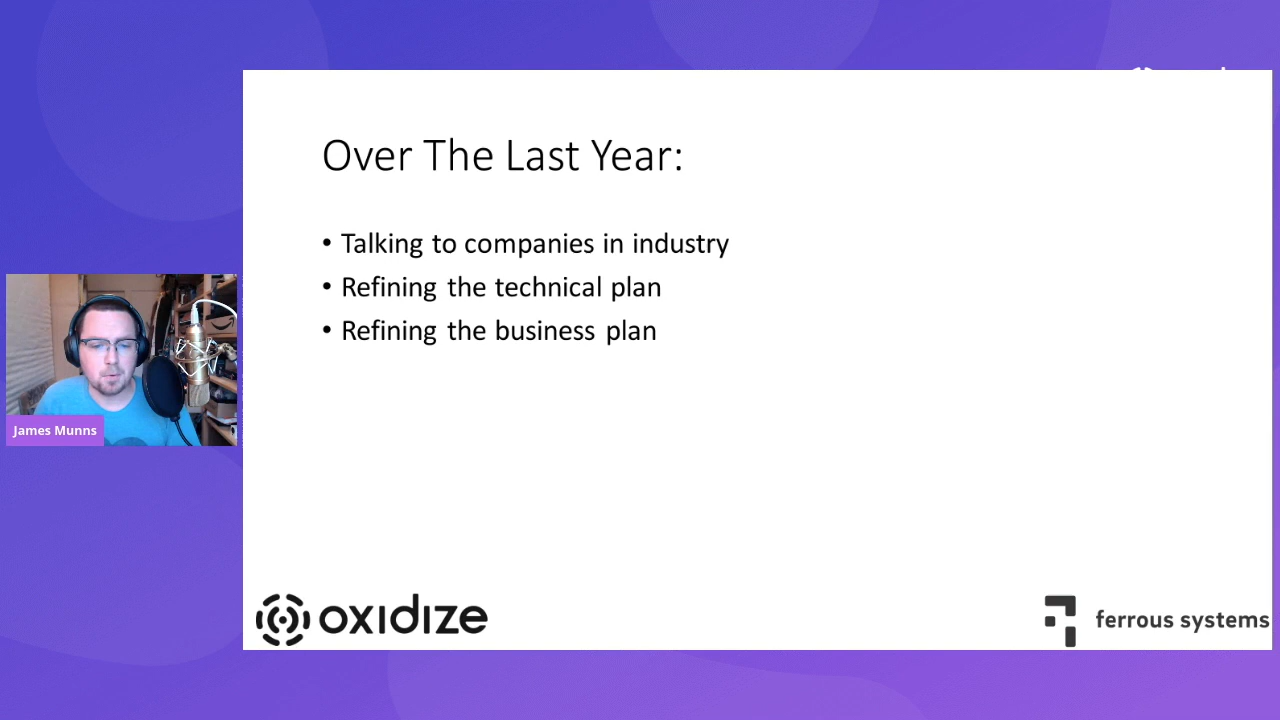 Over The Last Year:
• Talking to companies in industry
• Refining the technical plan
• Refining the business plan
James Munns
oxidize
ferrous systems